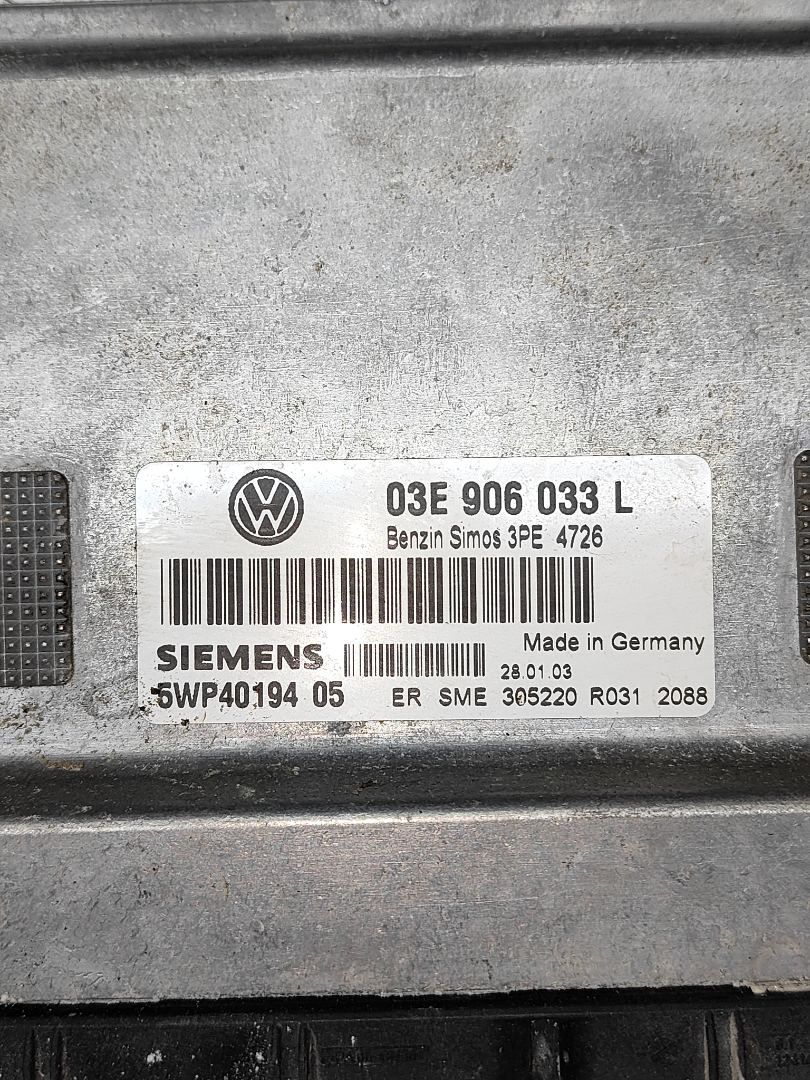 03E 906 033 L
Benzin Simos 3PE 4726
Made in Germany
SIEMENS
28.01.03
5WP40194 05 ER SME 305220 R031 2088